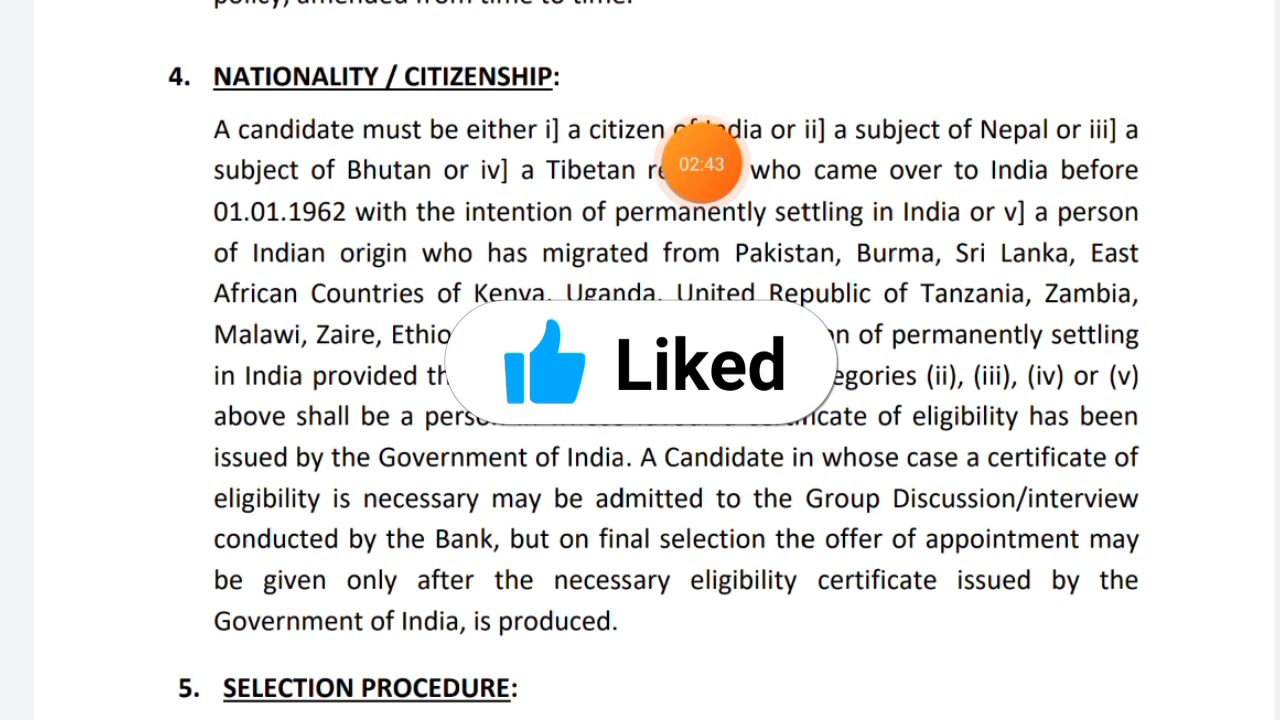 policy, amended from time to time.
4. NATIONALITY / CITIZENSHIP:
A candidate must be either i] a citizen of India or ii] a subject of Nepal or iii] a
subject of Bhutan or iv] a Tibetan who came over to India before
02:43
01.01.1962 with the intention of permanently settling in India or v] a person
of Indian origin who has migrated from Pakistan, Burma, Sri Lanka, East
African Countries of Kenya, Uganda, United Republic of Tanzania, Zambia,
Malawi, Zaire, of permanently settling
Liked
in India provided (ii), (iii), (iv) or (v)
above shall be a of eligibility has been
issued by the Government of India. A Candidate in whose case a certificate of
eligibility is necessary may be admitted to the Group Discussion/interview
conducted by the Bank, but on final selection the offer of appointment may
be given only after the necessary eligibility certificate issued by the
Government of India, is produced.
5. SELECTION PROCEDURE: